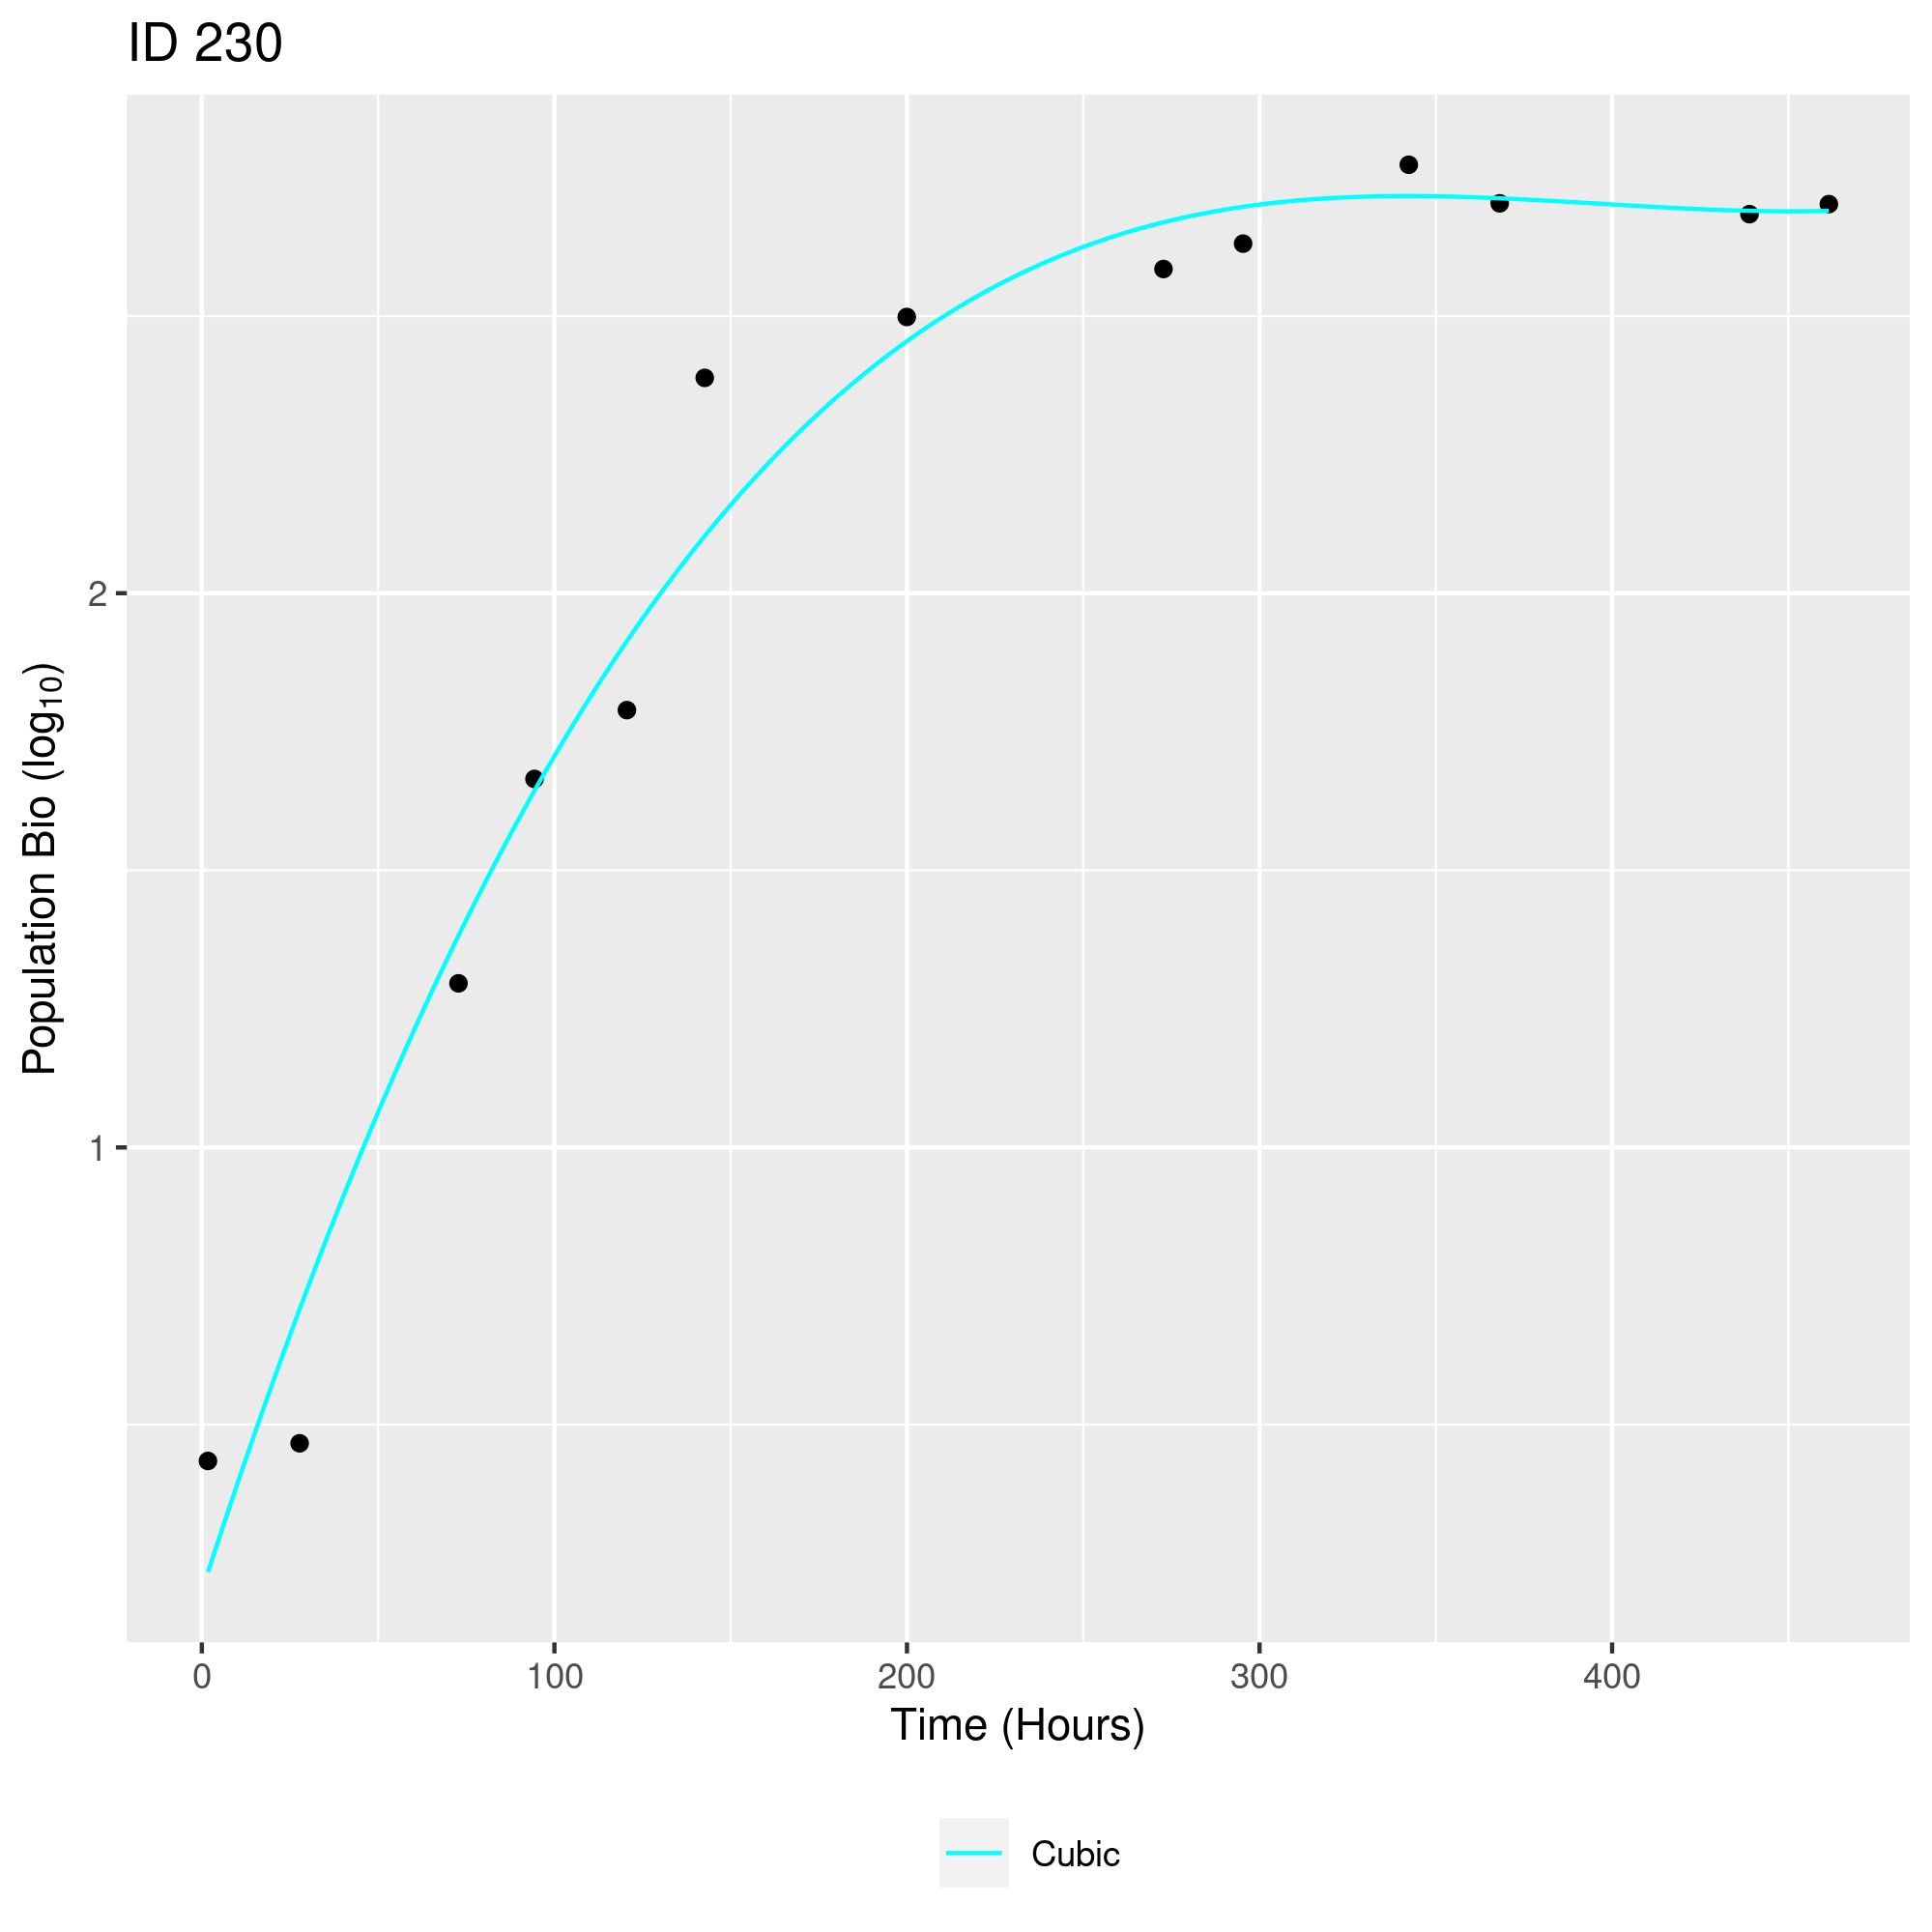 ID 230
Population Bio (log₁₀)
2
1
0 100 200 300 400
Time (Hours)
Cubic